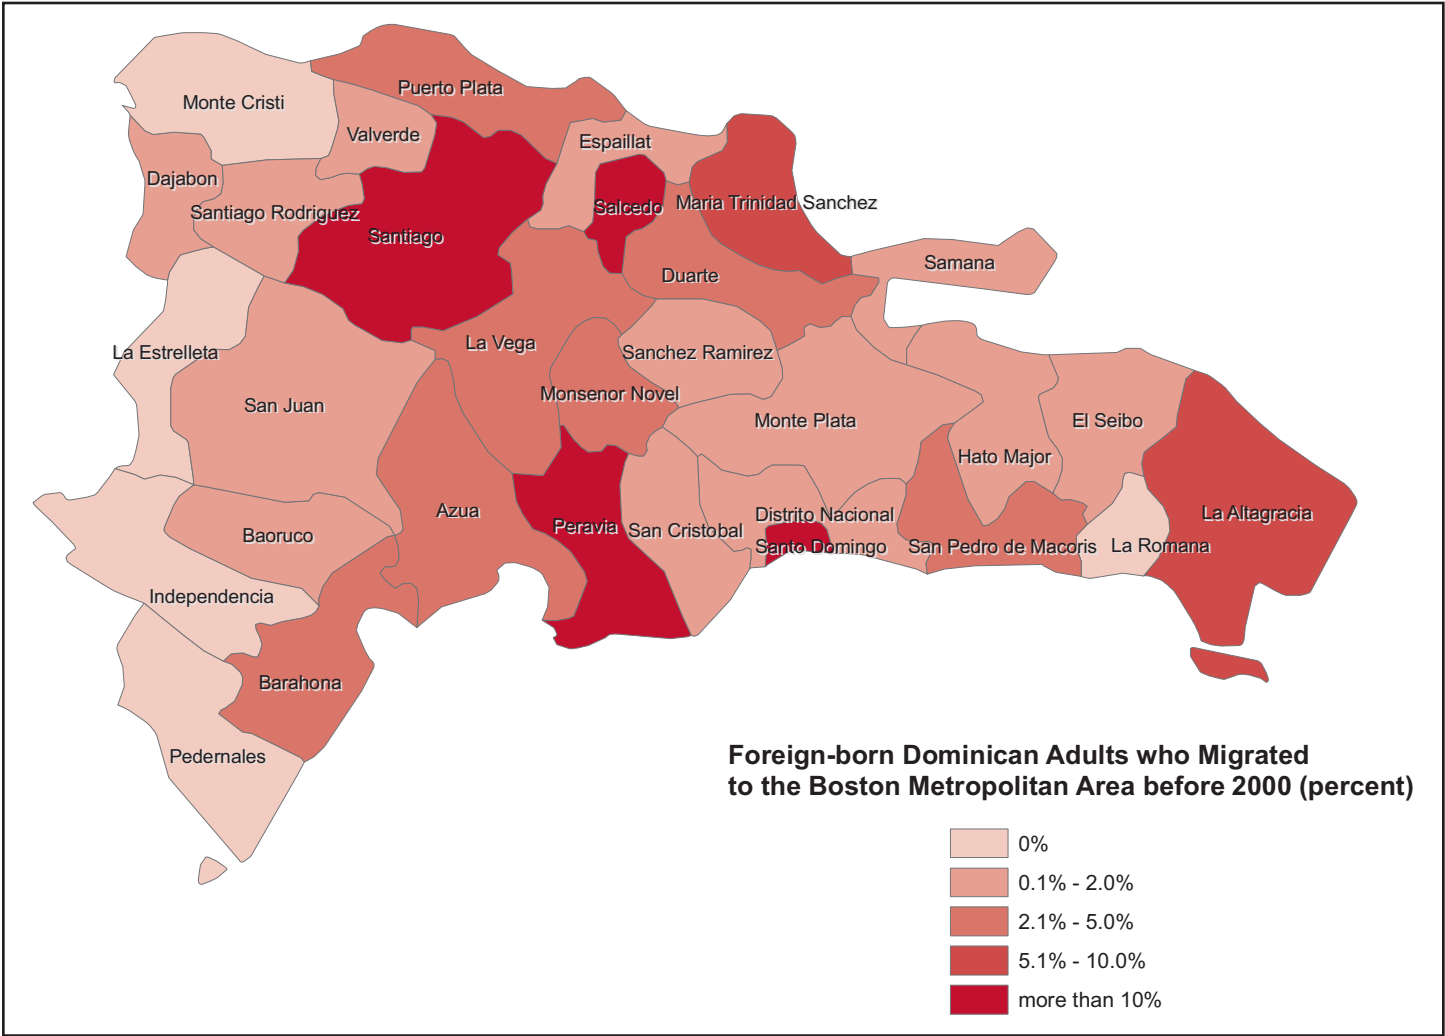 Puerto Plata
Monte Cristi
Valverde
Espaillat
Dajabon
Santiago Rodriguez
Salcedo
Maria Trinidad Sanchez
Santiago
Samana
Duarte
La Vega
La Estrelleta
Sanchez Ramirez
Monsenor Novel
San Juan
Monte Plata
El Seibo
Hato Major
Azua
Peravia
Distrito Nacional
La Altagracia
Baoruco
San Cristobal
Santo Domingo
San Pedro de Macoris
La Romana
Independencia
Barahona
Pedernales
Foreign-born Dominican Adults who Migrated
to the Boston Metropolitan Area before 2000 (percent)
0%
0.1% - 2.0%
2.1% - 5.0%
5.1% - 10.0%
more than 10%